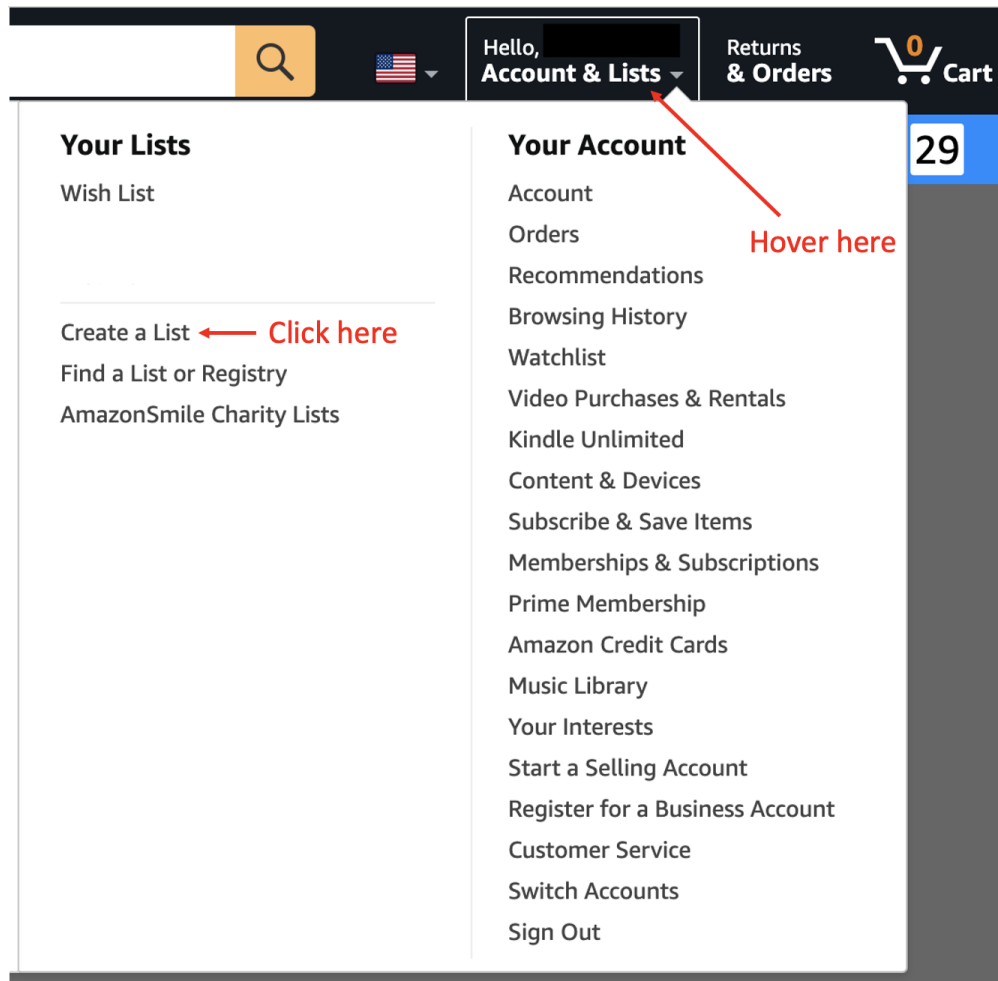 Hello,
Account & Lists
Returns
& Orders
0
Cart
29
Your Lists
Wish List
Create a List
Click here
Find a List or Registry
AmazonSmile Charity Lists
Your Account
Account
Hover here
Orders
Recommendations
Browsing History
Watchlist
Video Purchases & Rentals
Kindle Unlimited
Content & Devices
Subscribe & Save Items
Memberships & Subscriptions
Prime Membership
Amazon Credit Cards
Music Library
Your Interests
Start a Selling Account
Register for a Business Account
Customer Service
Switch Accounts
Sign Out